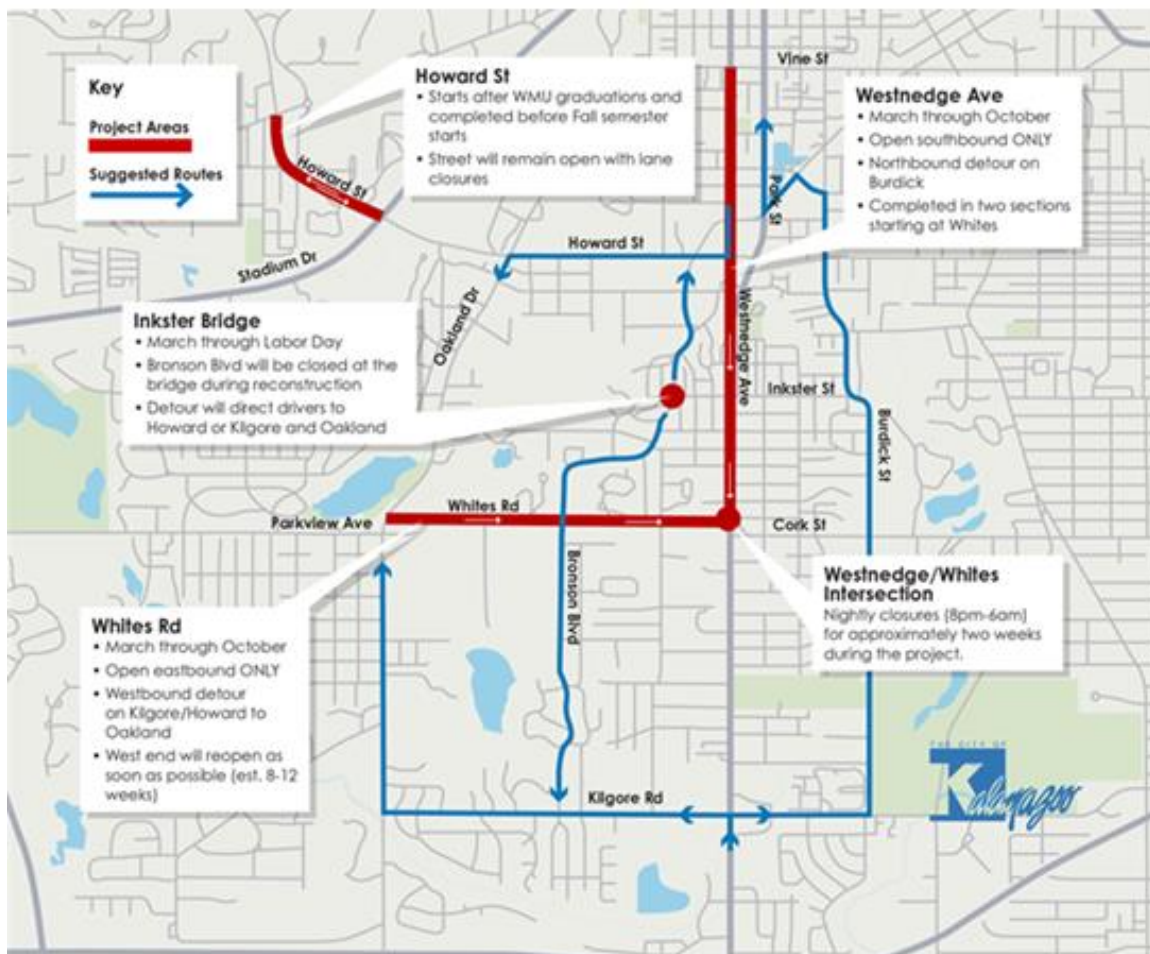 Key
Project Areas
Suggested Routes
Howard St
• Starts after WMU graduations and
completed before Fall semester
starts
• Street will remain open with lane
closures
Vine St
Westnedge Ave
• March through October
• Open southbound ONLY
• Northbound detour on
Burdick
• Completed in two sections
starting at Whites
Howard St
Park St
Stadium Dr
Howard St
Oakland Dr
Westnedge Ave
Inkster Bridge
• March through Labor Day
• Bronson Blvd will be closed at the
bridge during reconstruction
• Detour will direct drivers to
Howard or Kilgore and Oakland
Inkster St
Burdick St
Whites Rd
Parkview Ave
Cork St
Bronson Blvd
Westnedge/Whites
Intersection
Nightly closures (8pm-6am)
for approximately two weeks
during the project.
Whites Rd
• March through October
• Open eastbound ONLY
• Westbound detour
on Kilgore/Howard to
Oakland
• West end will reopen as
soon as possible (est. 8-12
weeks)
Kilgore Rd
THE CITY OF
Kalamazoo